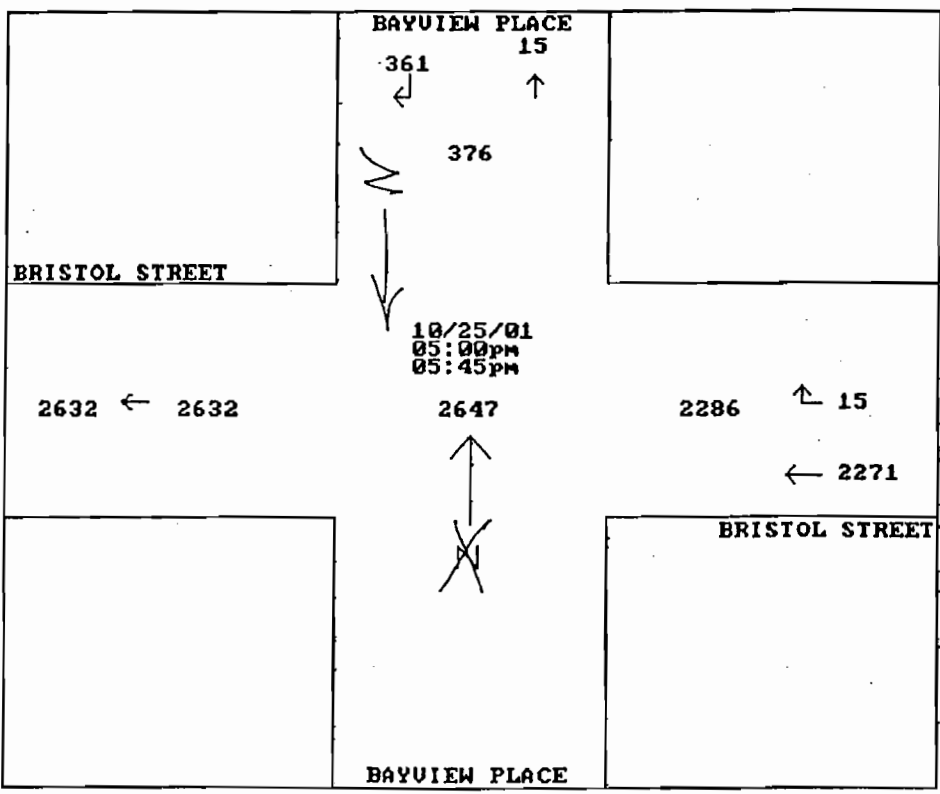 BAYVIEW PLACE
15
361
376
N
BRISTOL STREET
10/25/01
05:00pm
05:45pm
2632 2632 2647 2286 15
2271
BRISTOL STREET
N
BAYVIEW PLACE